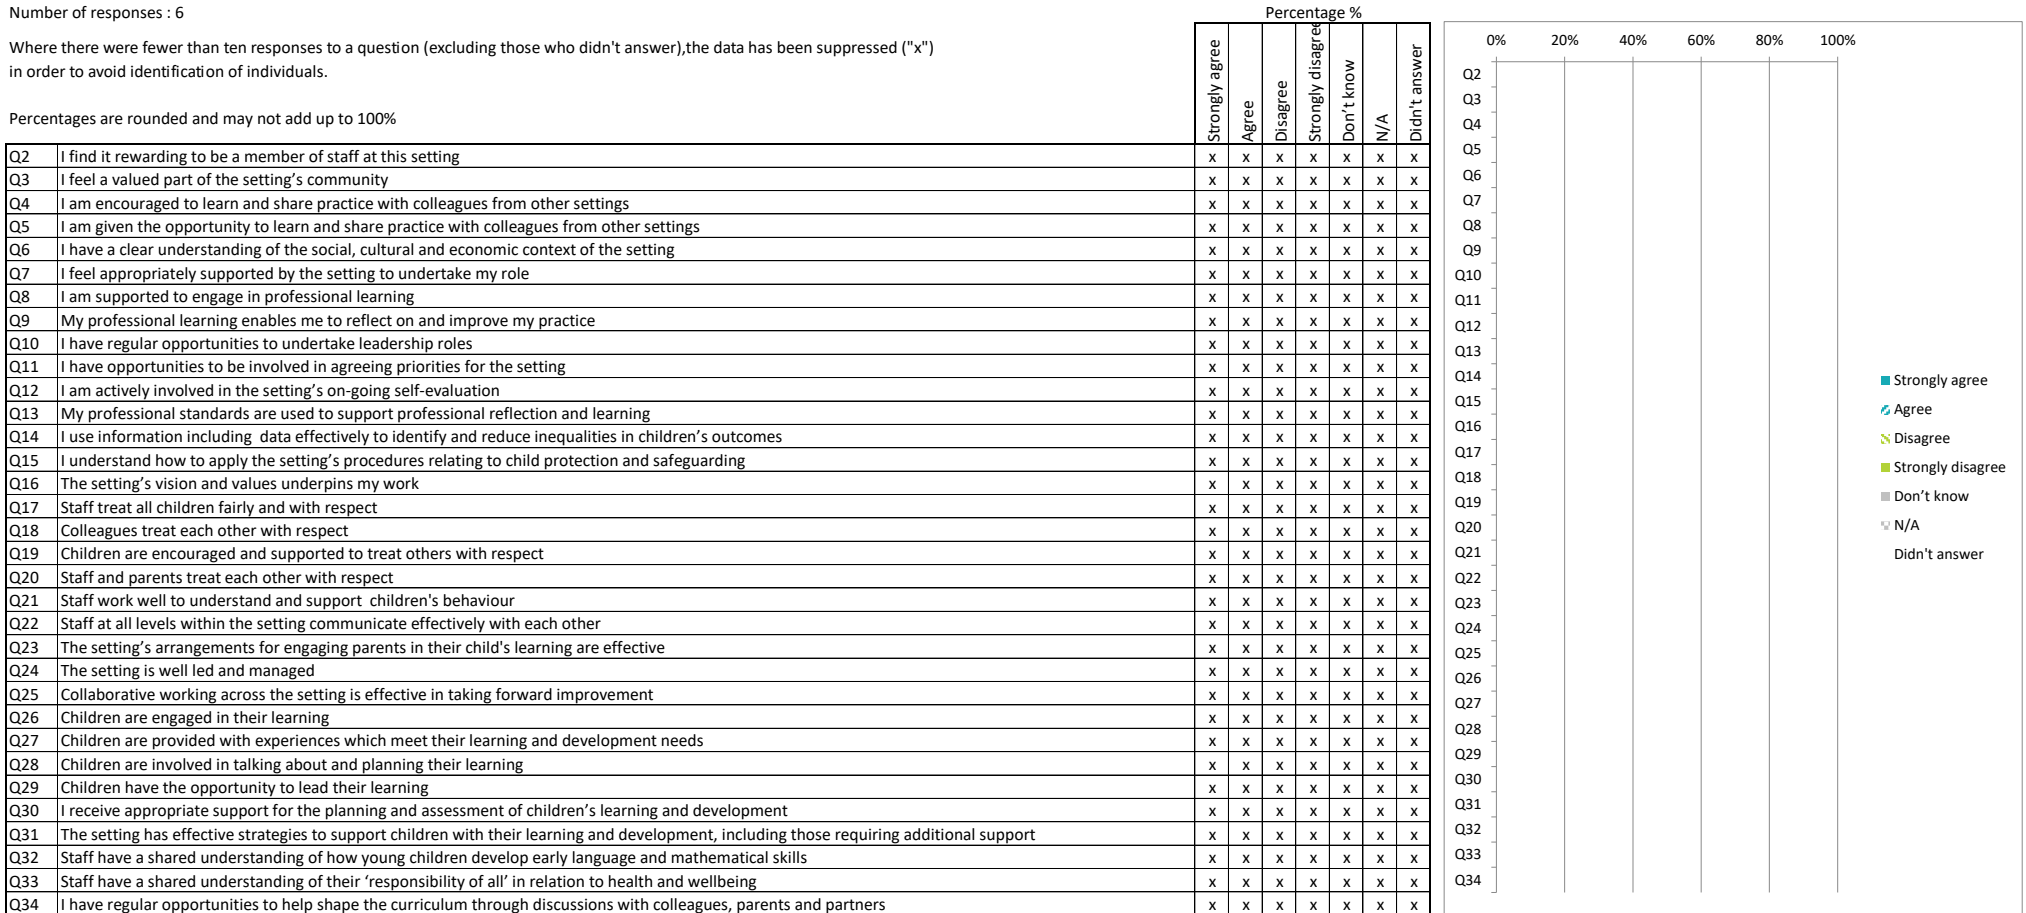 Number of responses : 6
Percentage %
Where there were fewer than ten responses to a question (excluding those who didn't answer),the data has been suppressed ("x")
in order to avoid identification of individuals.
Percentages are rounded and may not add up to 100%
Strongly agree
Agree
Disagree
Strongly disagree
Don't know
N/A
Didn't answer
Q2 I find it rewarding to be a member of staff at this setting x x x x x x x
Q3 I feel a valued part of the setting’s community x x x x x x x
Q4 I am encouraged to learn and share practice with colleagues from other settings x x x x x x x
Q5 I am given the opportunity to learn and share practice with colleagues from other settings x x x x x x x
Q6 I have a clear understanding of the social, cultural and economic context of the setting x x x x x x x
Q7 I feel appropriately supported by the setting to undertake my role x x x x x x x
Q8 I am supported to engage in professional learning x x x x x x x
Q9 My professional learning enables me to reflect on and improve my practice x x x x x x x
Q10 I have regular opportunities to undertake leadership roles x x x x x x x
Q11 I have opportunities to be involved in agreeing priorities for the setting x x x x x x x
Q12 I am actively involved in the setting’s on-going self-evaluation x x x x x x x
Q13 My professional standards are used to support professional reflection and learning x x x x x x x
Q14 I use information including  data effectively to identify and reduce inequalities in children’s outcomes x x x x x x x
Q15 I understand how to apply the setting’s procedures relating to child protection and safeguarding x x x x x x x
Q16 The setting’s vision and values underpins my work x x x x x x x
Q17 Staff treat all children fairly and with respect x x x x x x x
Q18 Colleagues treat each other with respect x x x x x x x
Q19 Children are encouraged and supported to treat others with respect x x x x x x x
Q20 Staff and parents treat each other with respect x x x x x x x
Q21 Staff work well to understand and support  children's behaviour x x x x x x x
Q22 Staff at all levels within the setting communicate effectively with each other x x x x x x x
Q23 The setting’s arrangements for engaging parents in their child's learning are effective x x x x x x x
Q24 The setting is well led and managed x x x x x x x
Q25 Collaborative working across the setting is effective in taking forward improvement x x x x x x x
Q26 Children are engaged in their learning x x x x x x x
Q27 Children are provided with experiences which meet their learning and development needs x x x x x x x
Q28 Children are involved in talking about and planning their learning x x x x x x x
Q29 Children have the opportunity to lead their learning x x x x x x x
Q30 I receive appropriate support for the planning and assessment of children’s learning and development x x x x x x x
Q31 The setting has effective strategies to support children with their learning and development, including those requiring additional support x x x x x x x
Q32 Staff have a shared understanding of how young children develop early language and mathematical skills x x x x x x x
Q33 Staff have a shared understanding of their ‘responsibility of all’ in relation to health and wellbeing x x x x x x x
Q34 I have regular opportunities to help shape the curriculum through discussions with colleagues, parents and partners x x x x x x x
0% 20% 40% 60% 80% 100%
Q2
Q3
Q4
Q5
Q6
Q7
Q8
Q9
Q10
Q11
Q12
Q13
Q14
Q15
Q16
Q17
Q18
Q19
Q20
Q21
Q22
Q23
Q24
Q25
Q26
Q27
Q28
Q29
Q30
Q31
Q32
Q33
Q34
Strongly agree
Agree
Disagree
Strongly disagree
Don’t know
N/A
Didn't answer